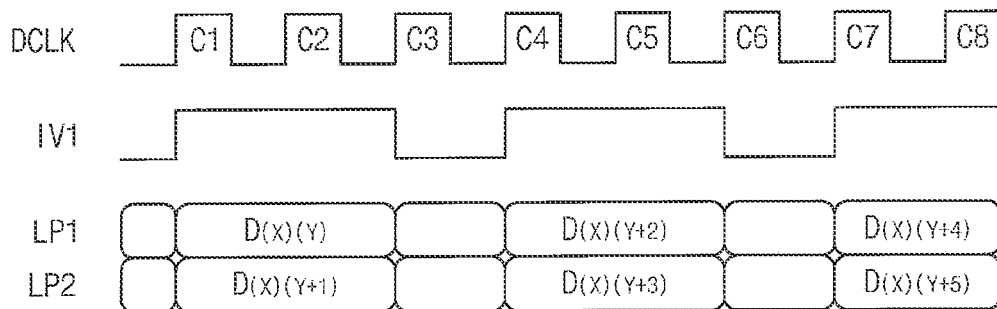 DCLK C1 C2 C3 C4 C5 C6 C7 C8
IV1
LP1 D(X)(Y) D(X)(Y+2) D(X)(Y+4)
LP2 D(X)(Y+1) D(X)(Y+3) D(X)(Y+5)